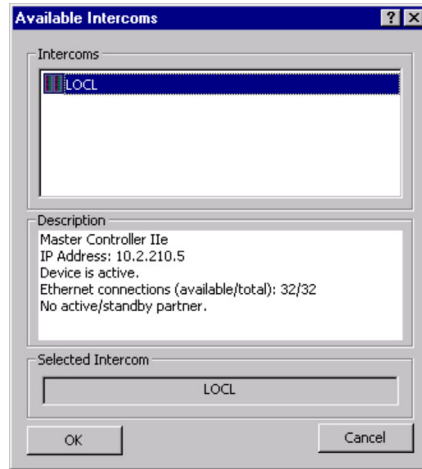 Available Intercoms
Intercoms
LOCL
Description
Master Controller IIe
IP Address: 10.2.210.5
Device is active.
Ethernet connections (available/total): 32/32
No active/standby partner.
Selected Intercom
LOCL
OK
Cancel